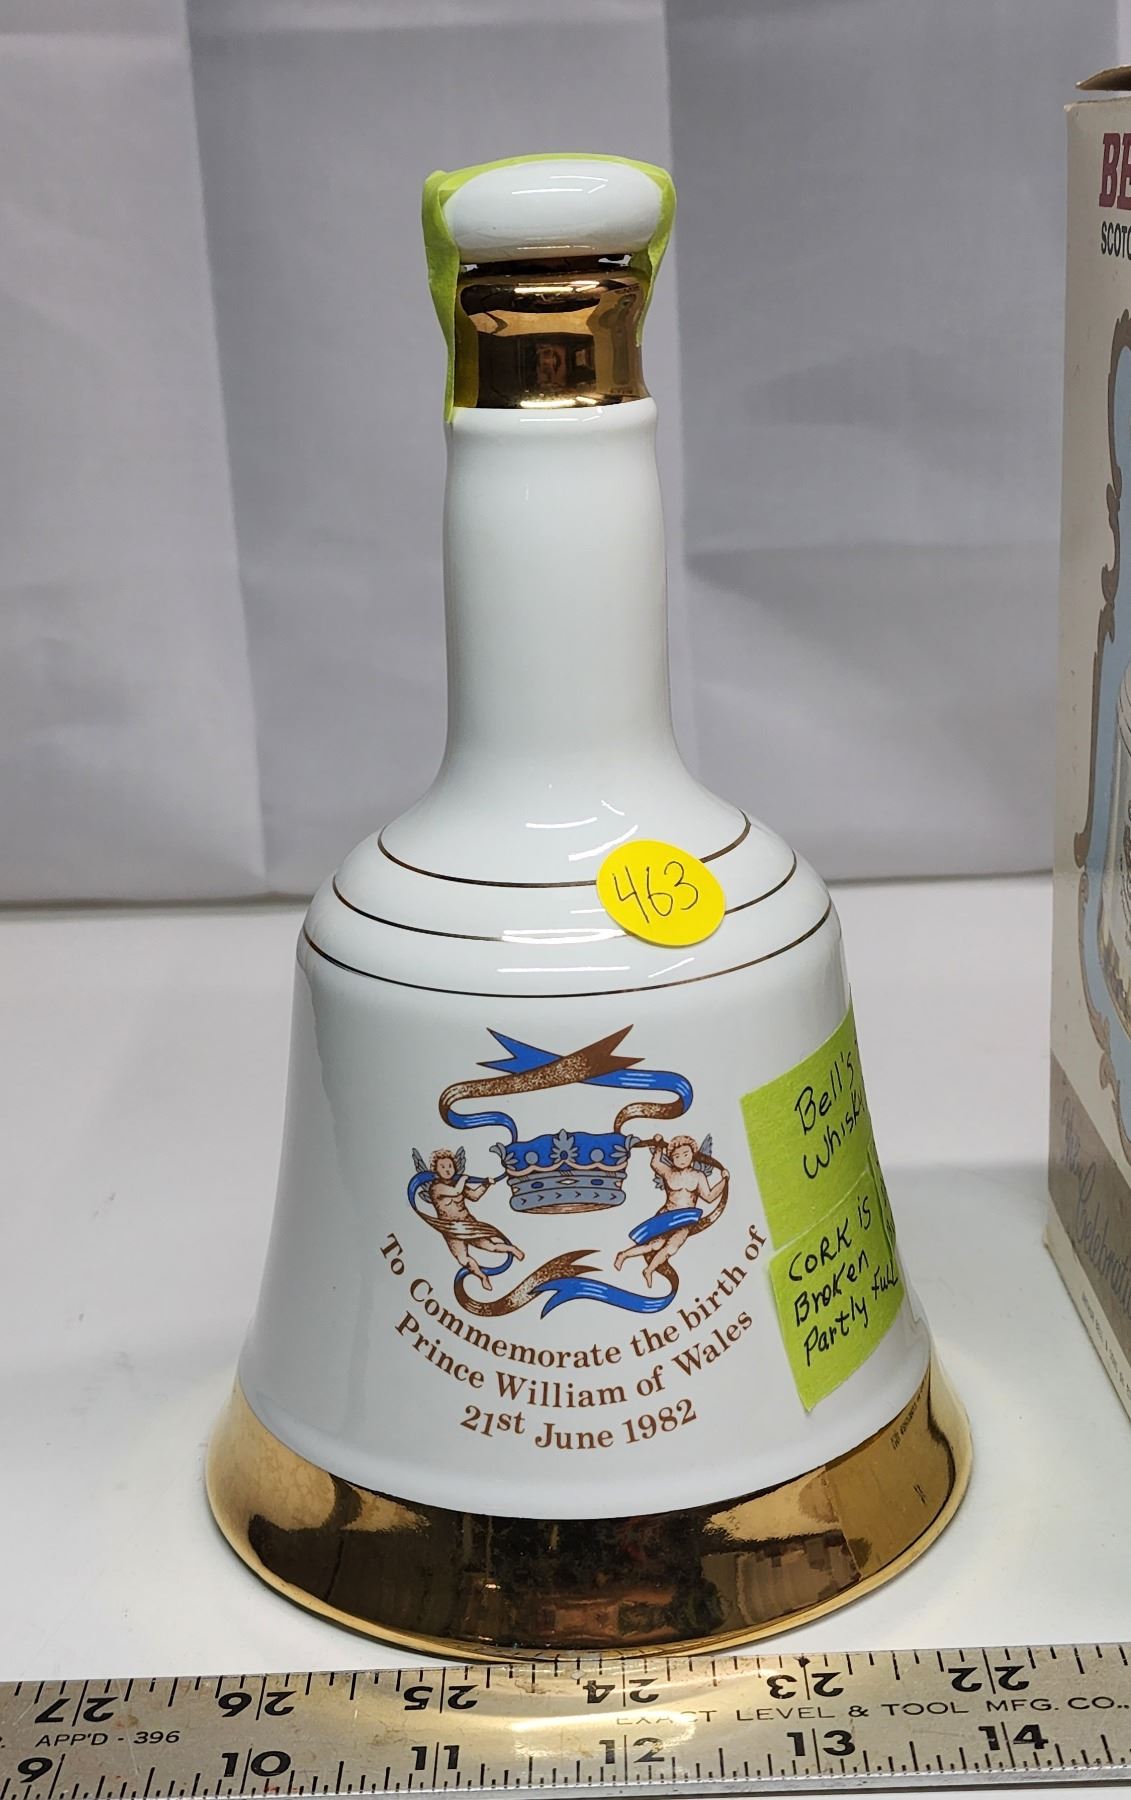 BE
SCOTC
463
Bell's
Whisky
CORK is
Broken
Partly Full
To Commemorate the birth of
Prince William of Wales
21st June 1982
27 26 25 24 23 22
APP'D - 396
EXACT LEVEL & TOOL MFG. CO.,
9 10 11 12 13 14